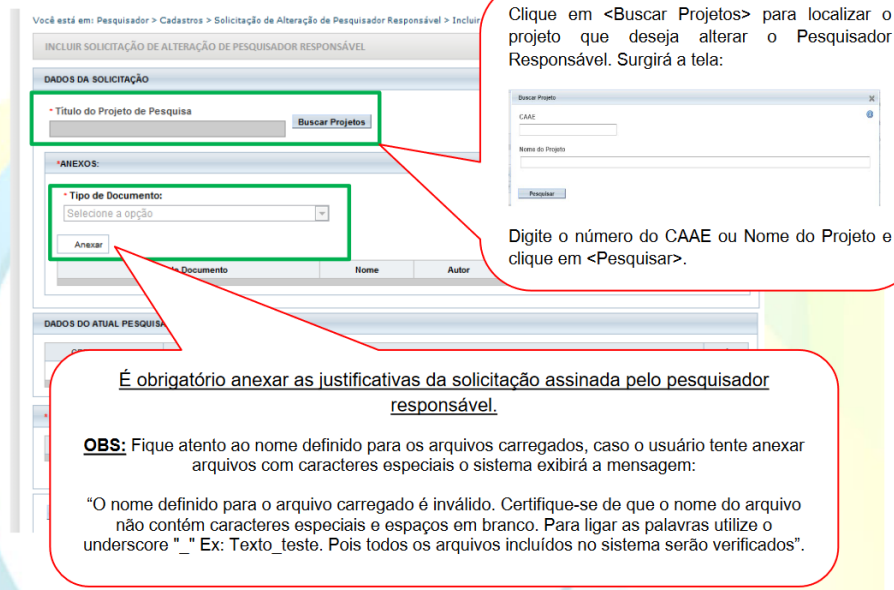 Você está em: Pesquisador > Cadastros > Solicitação de Alteração de Pesquisador Responsável > Incluir
INCLUIR SOLICITAÇÃO DE ALTERAÇÃO DE PESQUISADOR RESPONSÁVEL
DADOS DA SOLICITAÇÃO
* Título do Projeto de Pesquisa
Buscar Projetos
*ANEXOS:
* Tipo de Documento:
Selecione a opção
Anexar
Documento Nome Autor
DADOS DO ATUAL
Clique em <Buscar Projetos> para localizar o
projeto que deseja alterar o Pesquisador
Responsável. Surgirá a tela:
Buscar Projeto
CAAE
Nome do Projeto
Pesquisar
Digite o número do CAAE ou Nome do Projeto e
clique em <Pesquisar>.
É obrigatório anexar as justificativas da solicitação assinada pelo pesquisador
responsável.
OBS: Fique atento ao nome definido para os arquivos carregados, caso o usuário tente anexar
arquivos com caracteres especiais o sistema exibirá a mensagem:
“O nome definido para o arquivo carregado é inválido. Certifique-se de que o nome do arquivo
não contém caracteres especiais e espaços em branco. Para ligar as palavras utilize o
underscore "_" Ex: Texto_teste. Pois todos os arquivos incluídos no sistema serão verificados”.